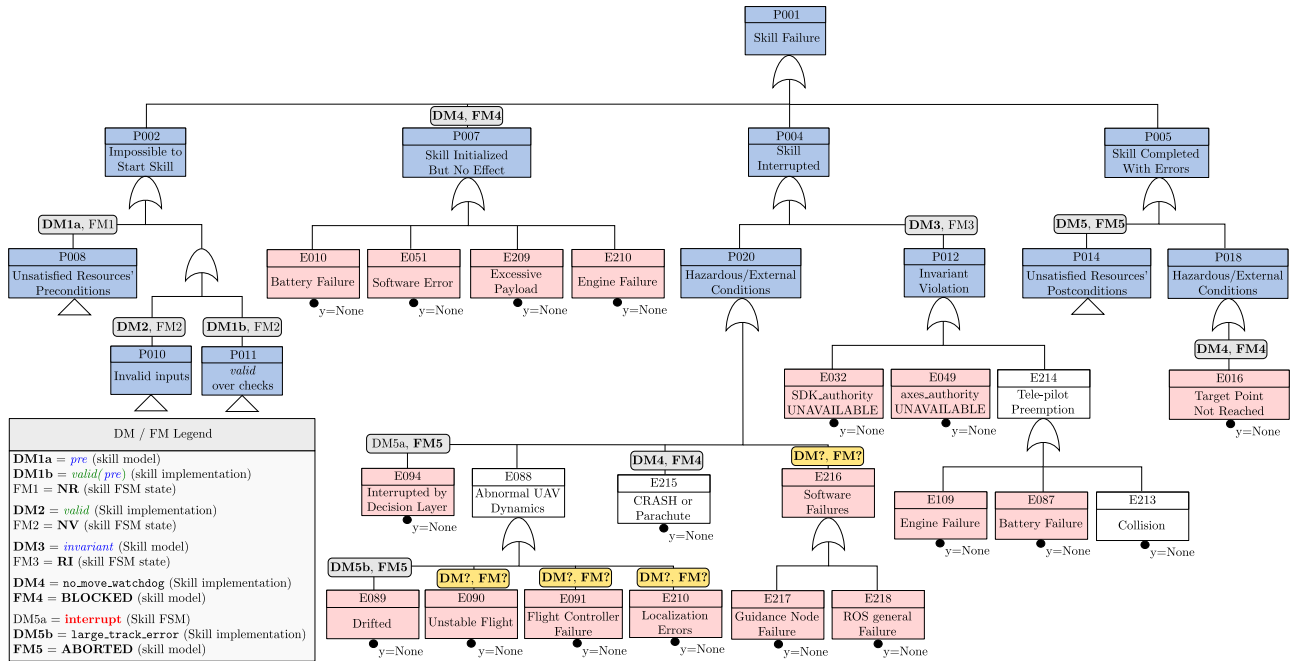 P001
Skill Failure
DM4, FM4
P002
Impossible to
Start Skill
P007
Skill Initialized
But No Effect
P004
Skill
Interrupted
P005
Skill Completed
With Errors
DM1a, FM1
DM3, FM3
DM5, FM5
P008
Unsatisfied Resources'
Preconditions
E010
Battery Failure
y=None
E051
Software Error
y=None
E209
Excessive
Payload
y=None
E210
Engine Failure
y=None
P020
Hazardous/External
Conditions
P012
Invariant
Violation
P014
Unsatisfied Resources'
Postconditions
P018
Hazardous/External
Conditions
DM2, FM2
DM1b, FM2
P010
Invalid inputs
P011
valid
over checks
DM4, FM4
E032
SDK_authority
UNAVAILABLE
y=None
E049
axes_authority
UNAVAILABLE
y=None
E214
Tele-pilot
Preemption
E016
Target Point
Not Reached
y=None
DM5a, FM5
DM4, FM4
DM?, FM?
E094
Interrupted by
Decision Layer
y=None
E088
Abnormal UAV
Dynamics
E215
CRASH or
Parachute
y=None
E216
Software
Failures
E109
Engine Failure
y=None
E087
Battery Failure
y=None
E213
Collision
y=None
DM5b, FM5
DM?, FM?
DM?, FM?
DM?, FM?
E089
Drifted
y=None
E090
Unstable Flight
y=None
E091
Flight Controller
Failure
y=None
E210
Localization
Errors
y=None
E217
Guidance Node
Failure
y=None
E218
ROS general
Failure
y=None
DM / FM Legend
DM1a = pre (skill model)
DM1b = valid(pre) (skill implementation)
FM1 = NR (skill FSM state)
DM2 = valid (Skill implementation)
FM2 = NV (skill FSM state)
DM3 = invariant (Skill model)
FM3 = RI (skill FSM state)
DM4 = no_move_watchdog (Skill implementation)
FM4 = BLOCKED (skill model)
DM5a = interrupt (Skill FSM)
DM5b = large_track_error (Skill implementation)
FM5 = ABORTED (skill model)